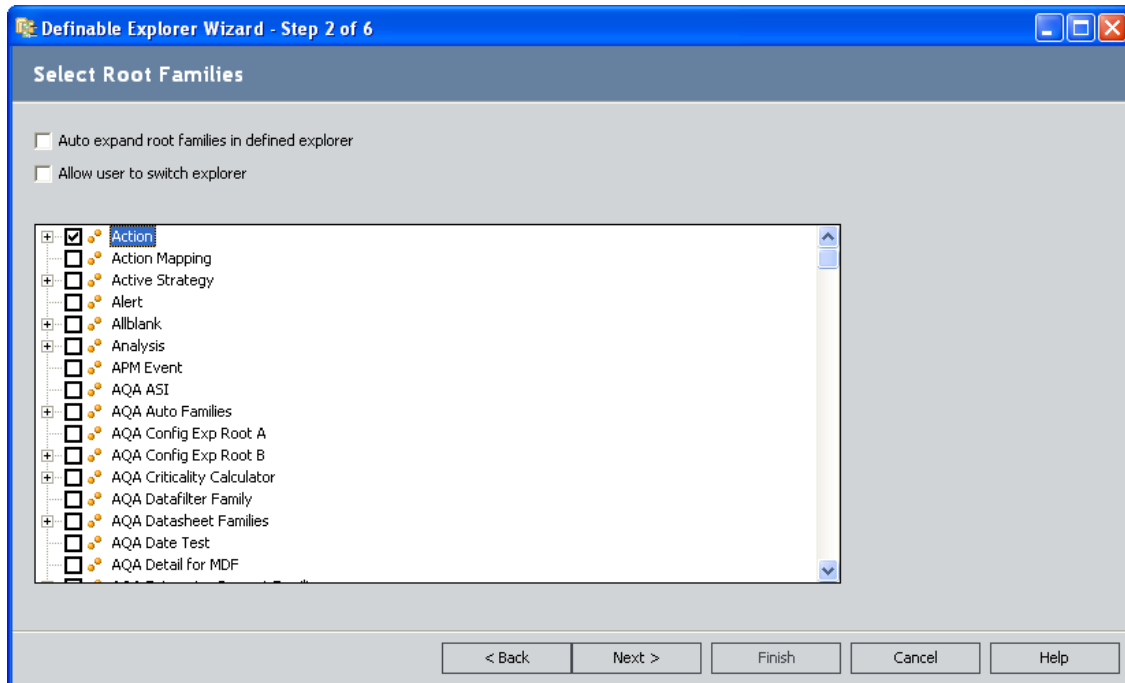 Definable Explorer Wizard - Step 2 of 6
Select Root Families
Auto expand root families in defined explorer
Allow user to switch explorer
Action
Action Mapping
Active Strategy
Alert
Allblank
Analysis
APM Event
AQA ASI
AQA Auto Families
AQA Config Exp Root A
AQA Config Exp Root B
AQA Criticality Calculator
AQA Datafilter Family
AQA Datasheet Families
AQA Date Test
AQA Detail for MDF
< Back Next > Finish Cancel Help